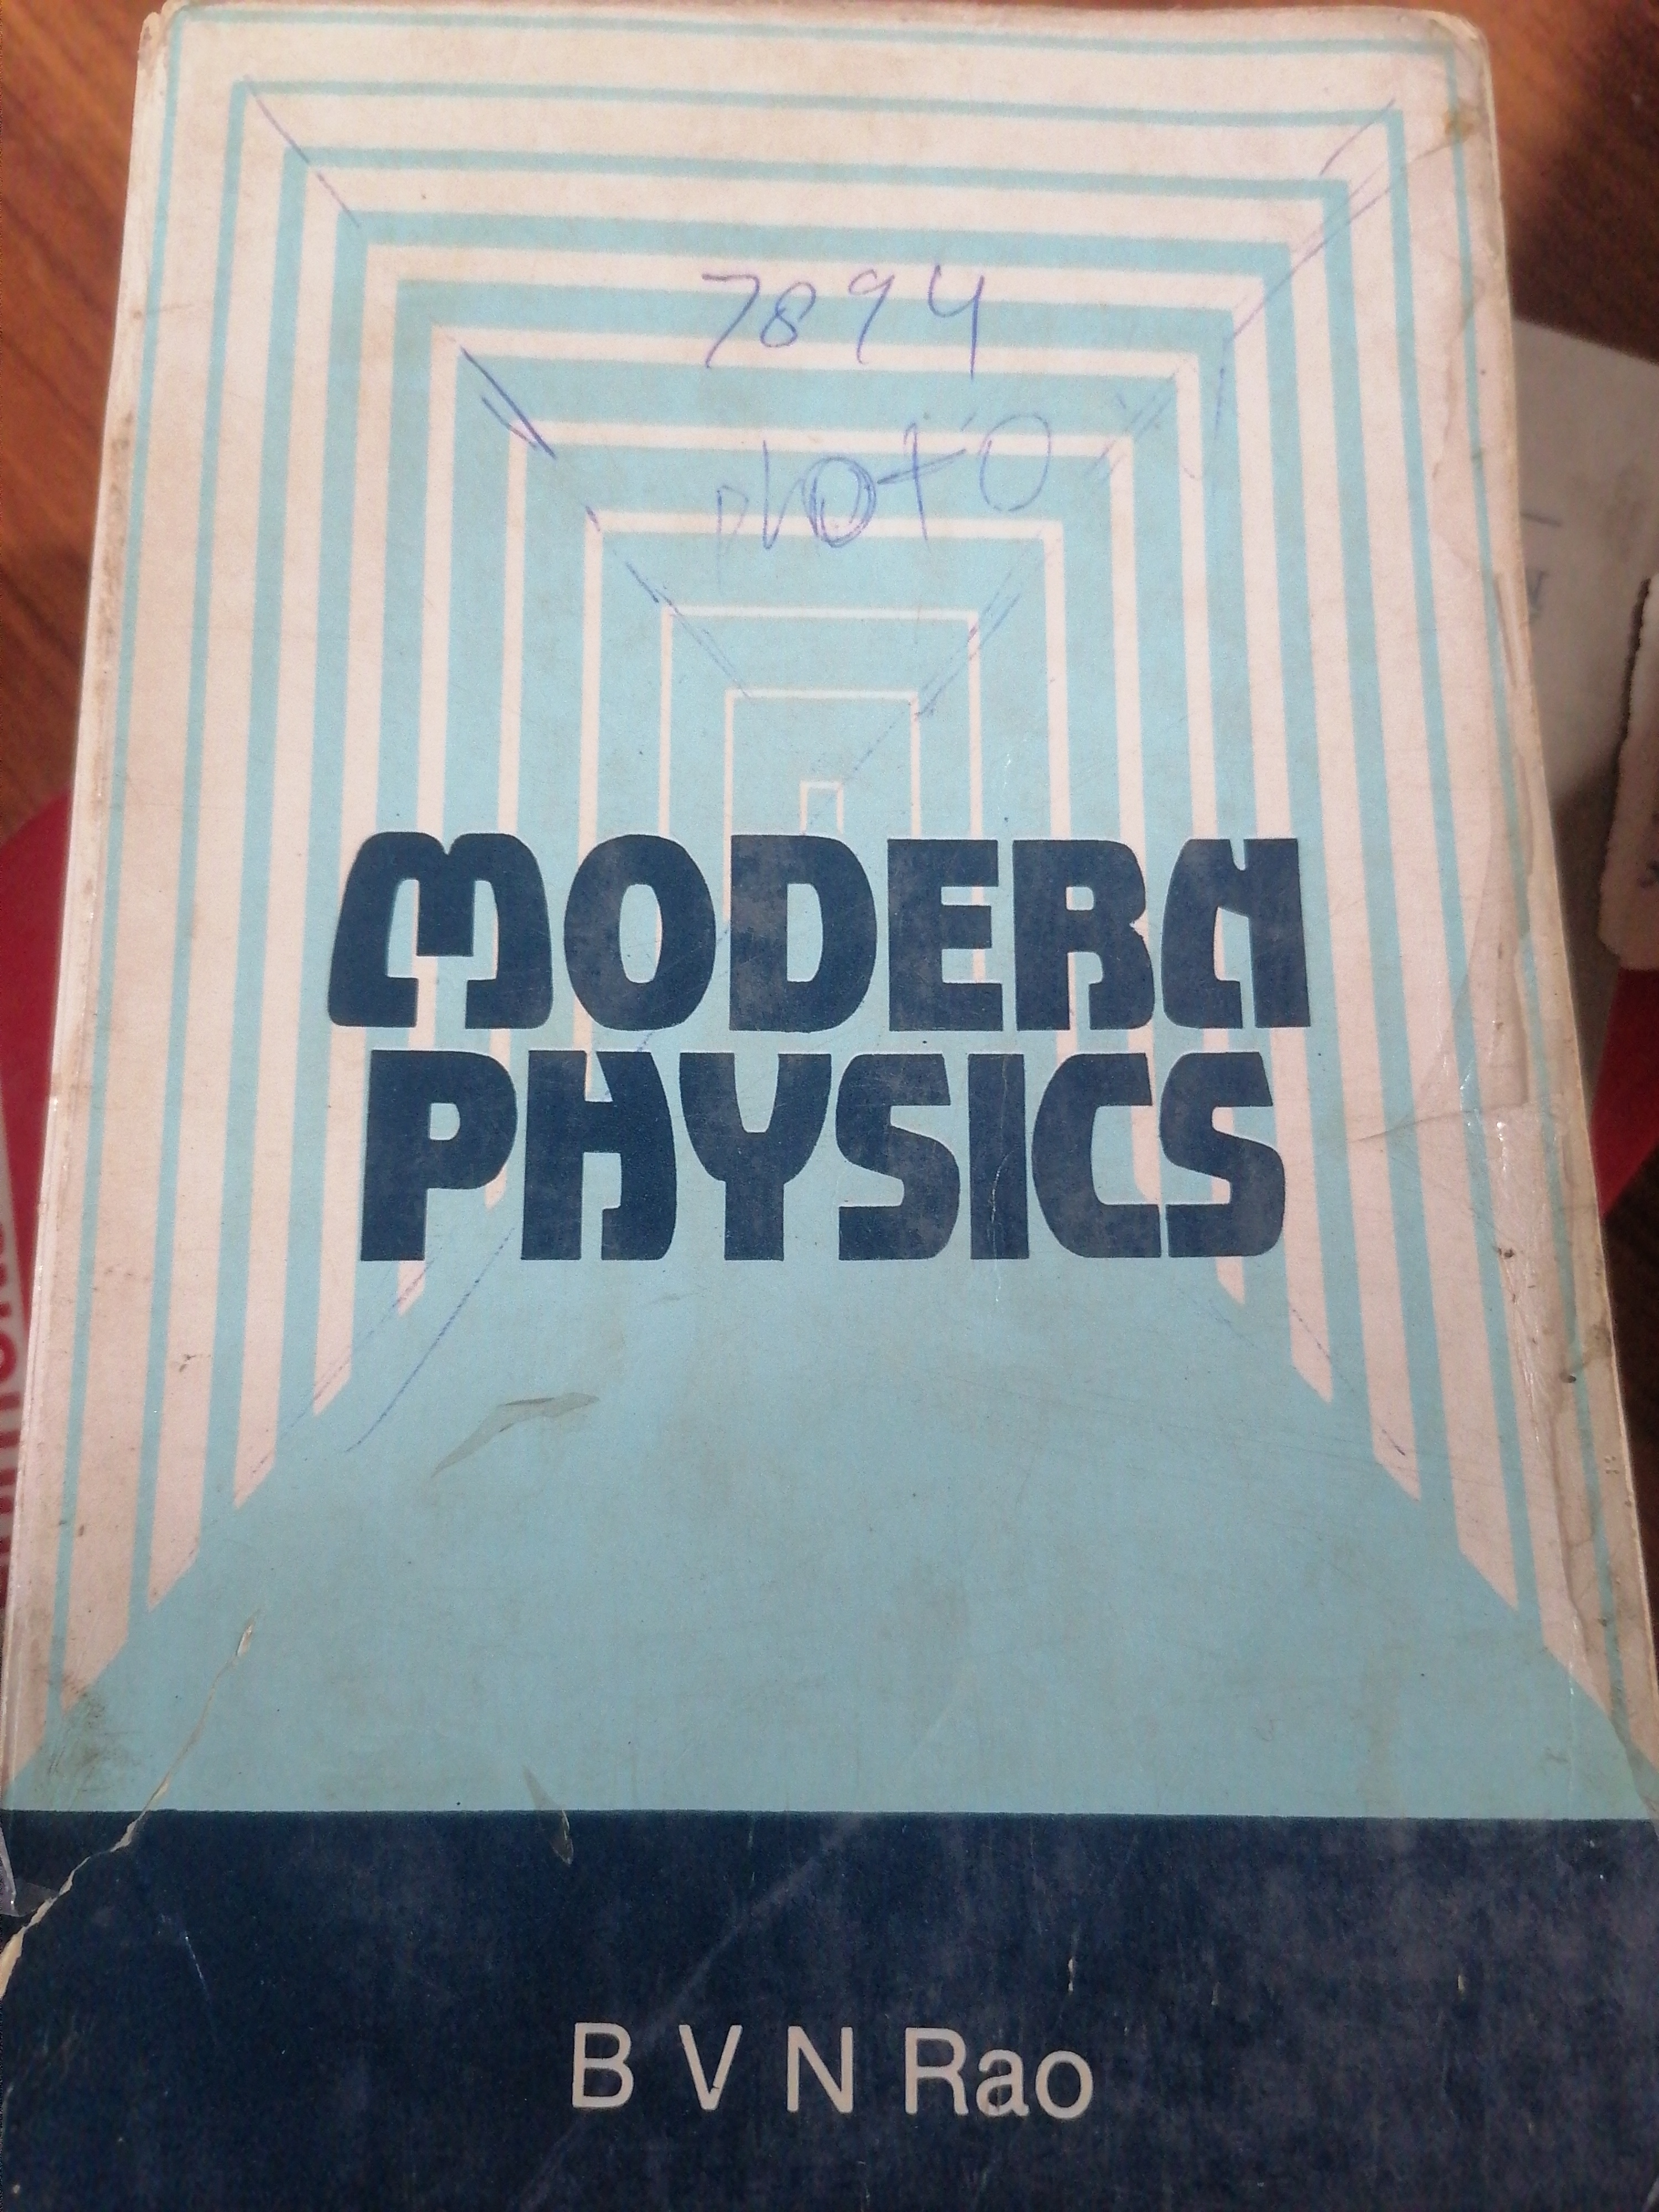 7894
photo
MODERN
PHYSICS
B V N Rao